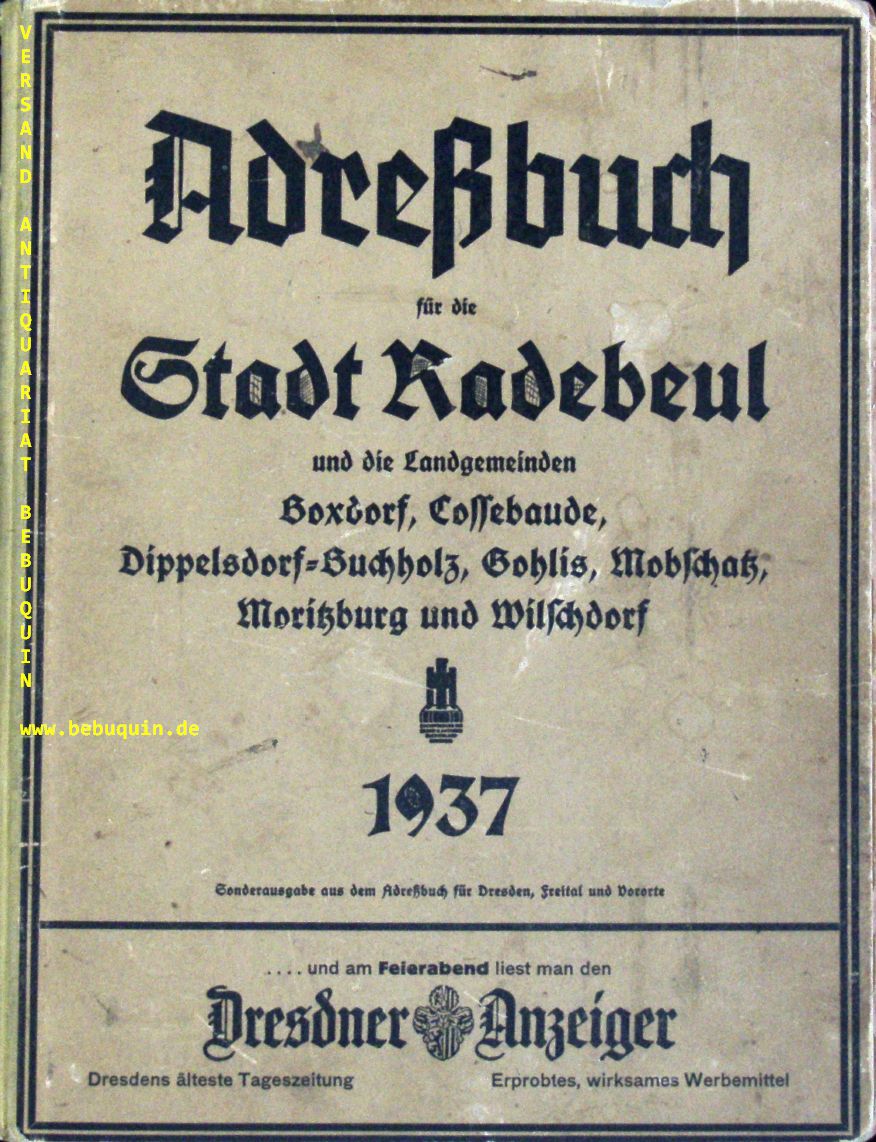 Adreßbuch
für die
Stadt Radebeul
und die Landgemeinden
Boxdorf, Cossebaude,
Dippelsdorf-Buchholz, Gohlis, Mobschatz,
Moritzburg und Wilschdorf
1937
Sonderausgabe aus dem Adreßbuch für Dresden, Freital und Vororte
.... und am Feierabend liest man den
Dresdner Anzeiger
Dresdens älteste Tageszeitung Erprobtes, wirksames Werbemittel
VERSAND ANTIQUARIAT BEBUQUIN
www.bebuquin.de